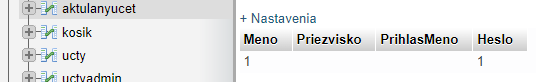 aktulanyucet
kosik
ucty
uctyadmin
+ Nastavenia
Meno Priezvisko PrihlasMeno Heslo
1 1